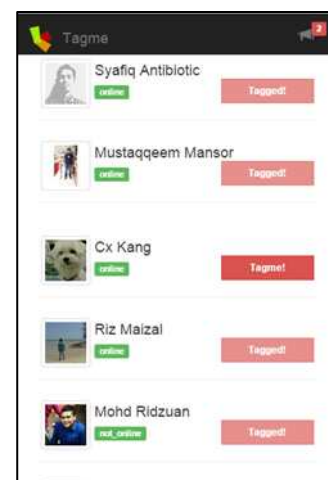 Tagme
2
Syafiq Antibiotic
online
Tagged!
Mustaqqeem Mansor
online
Tagged!
Cx Kang
online
Tagme!
Riz Maizal
online
Tagged!
Mohd Ridzuan
not_online
Tagged!